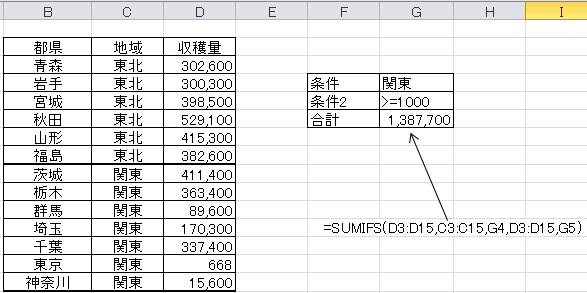 B C D E F G H I
都県 地域 収穫量
青森 東北 302,600
岩手 東北 300,300 条件 関東
宮城 東北 398,500 条件2 >=1000
秋田 東北 529,100 合計 1,387,700
山形 東北 415,300
福島 東北 382,600
茨城 関東 411,400
栃木 関東 363,400
群馬 関東 89,600
埼玉 関東 170,300 =SUMIFS(D3:D15,C3:C15,G4,D3:D15,G5)
千葉 関東 337,400
東京 関東 668
神奈川 関東 15,600